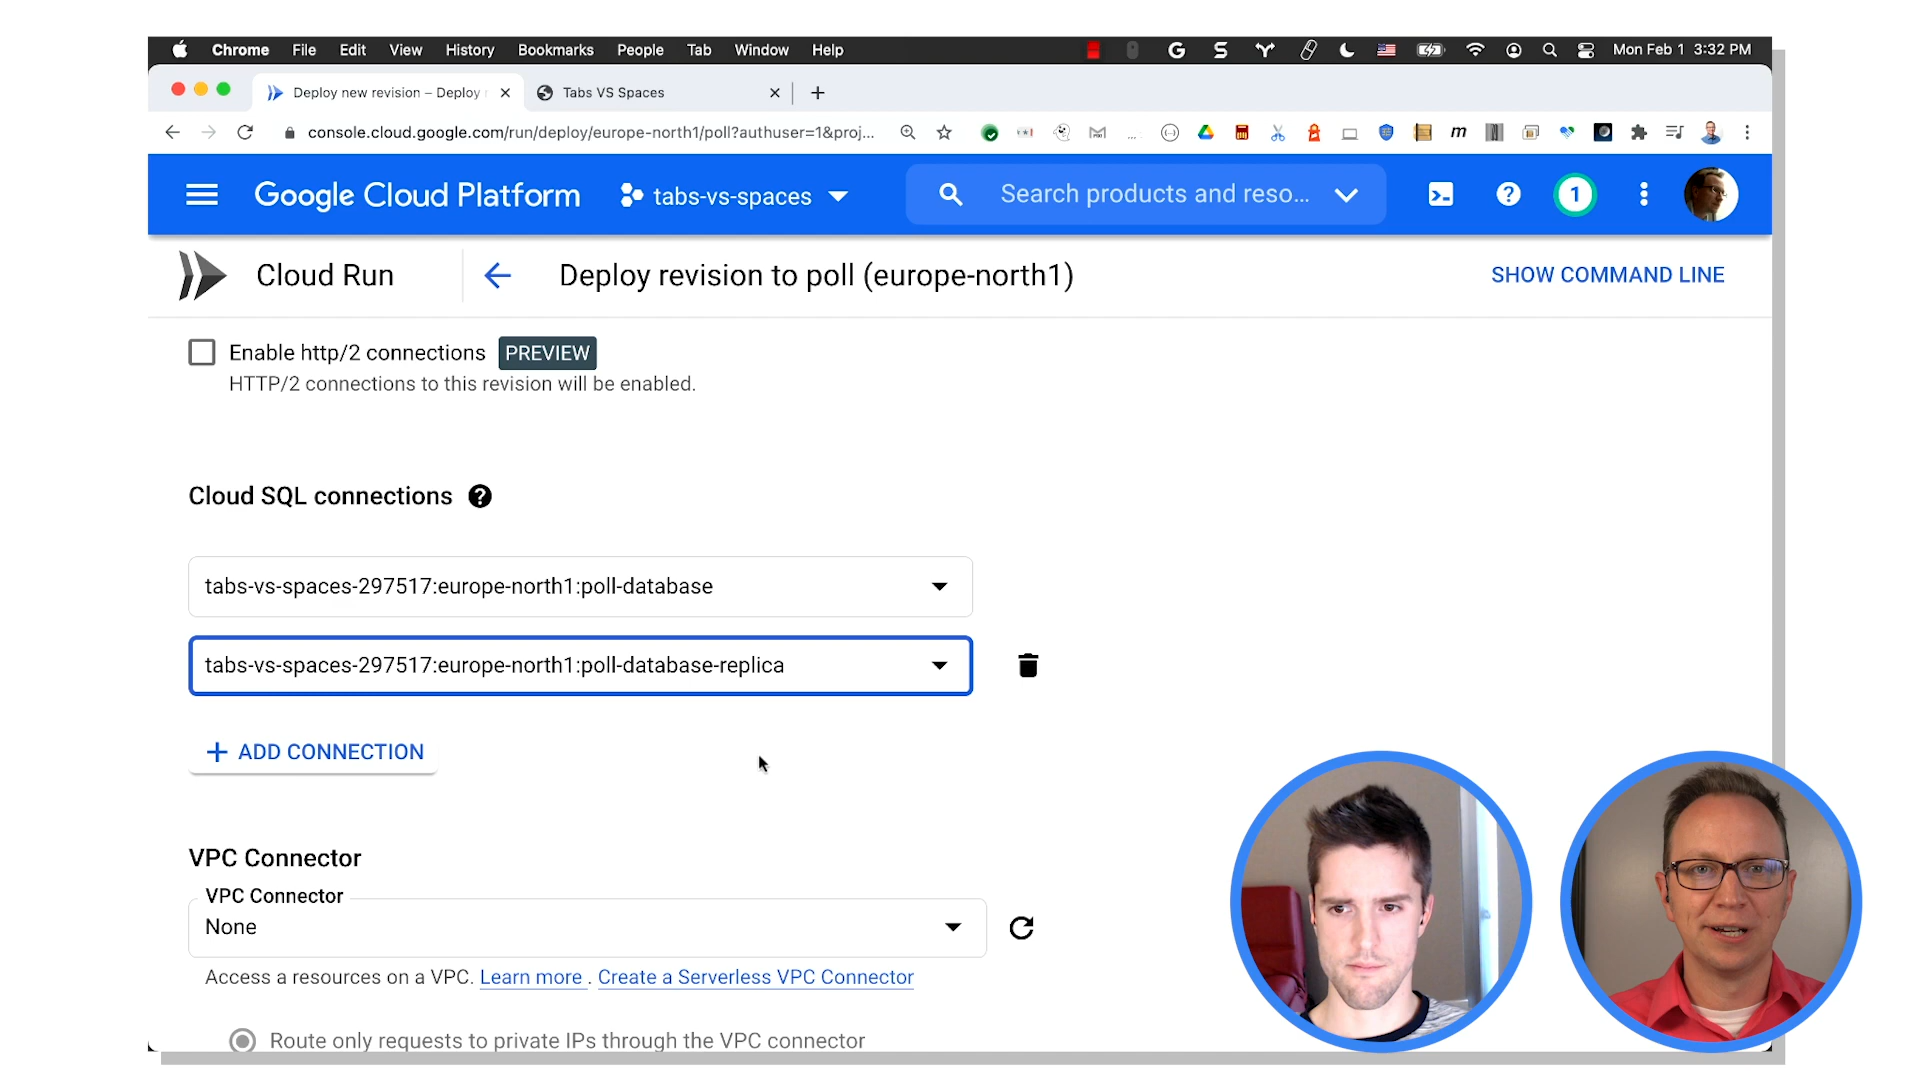 Chrome File Edit View History Bookmarks People Tab Window Help Mon Feb 1 3:32 PM
Deploy new revision – Deploy Tabs VS Spaces
console.cloud.google.com/run/deploy/europe-north1/poll?authuser=1&proj...
Google Cloud Platform tabs-vs-spaces Search products and reso... 1
Cloud Run Deploy revision to poll (europe-north1) SHOW COMMAND LINE
Enable http/2 connections PREVIEW
HTTP/2 connections to this revision will be enabled.
Cloud SQL connections
tabs-vs-spaces-297517:europe-north1:poll-database
tabs-vs-spaces-297517:europe-north1:poll-database-replica
+ ADD CONNECTION
VPC Connector
VPC Connector
None
Access a resources on a VPC. Learn more . Create a Serverless VPC Connector
Route only requests to private IPs through the VPC connector